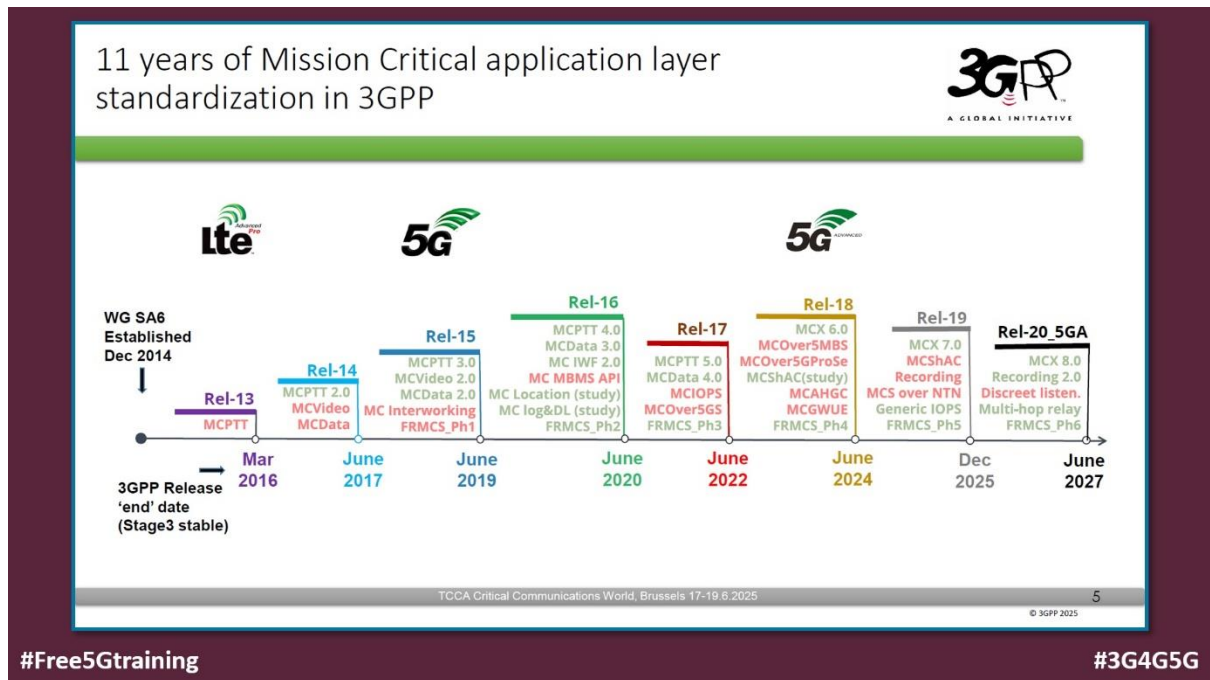 11 years of Mission Critical application layer
standardization in 3GPP
3GPP
A GLOBAL INITIATIVE
Lte Advanced Pro
5G
5G ADVANCED
WG SA6
Established
Dec 2014
Rel-13
MCPTT
Rel-14
MCPTT 2.0
MCVideo
MCData
Rel-15
MCPTT 3.0
MCVideo 2.0
MCData 2.0
MC Interworking
FRMCS_Ph1
Rel-16
MCPTT 4.0
MCData 3.0
MC IWF 2.0
MC MBMS API
MC Location (study)
MC log&DL (study)
FRMCS_Ph2
Rel-17
MCPTT 5.0
MCData 4.0
MCIOPS
MCOver5GS
FRMCS_Ph3
Rel-18
MCX 6.0
MCOver5MBS
MCOver5GProSe
MCShAC(study)
MCAHGC
MCGWUE
FRMCS_Ph4
Rel-19
MCX 7.0
MCShAC
Recording
MCS over NTN
Generic IOPS
FRMCS_Ph5
Rel-20_5GA
MCX 8.0
Recording 2.0
Discreet listen.
Multi-hop relay
FRMCS_Ph6
3GPP Release
‘end’ date
(Stage3 stable)
Mar
2016
June
2017
June
2019
June
2020
June
2022
June
2024
Dec
2025
June
2027
TCCA Critical Communications World, Brussels 17-19.6.2025
5
© 3GPP 2025
#Free5Gtraining
#3G4G5G